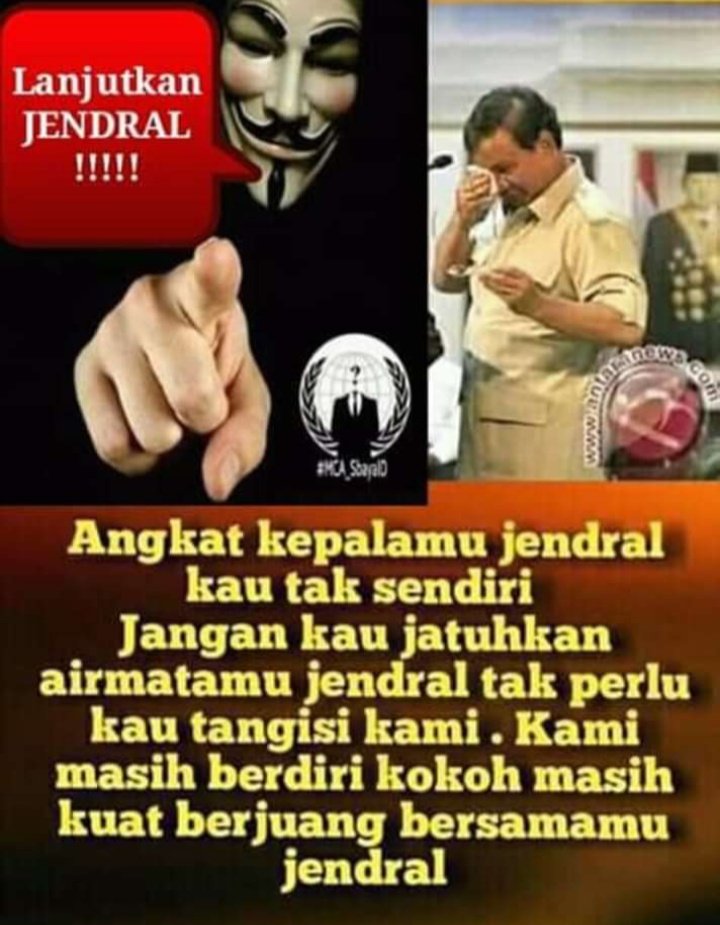 Lanjutkan
JENDRAL
!!!!!
#MCA_SbayaID
www.antaranews.com
Angkat kepalamu jendral
kau tak sendiri
Jangan kau jatuhkan
airmatamu jendral tak perlu
kau tangisi kami . Kami
masih berdiri kokoh masih
kuat berjuang bersamamu
jendral